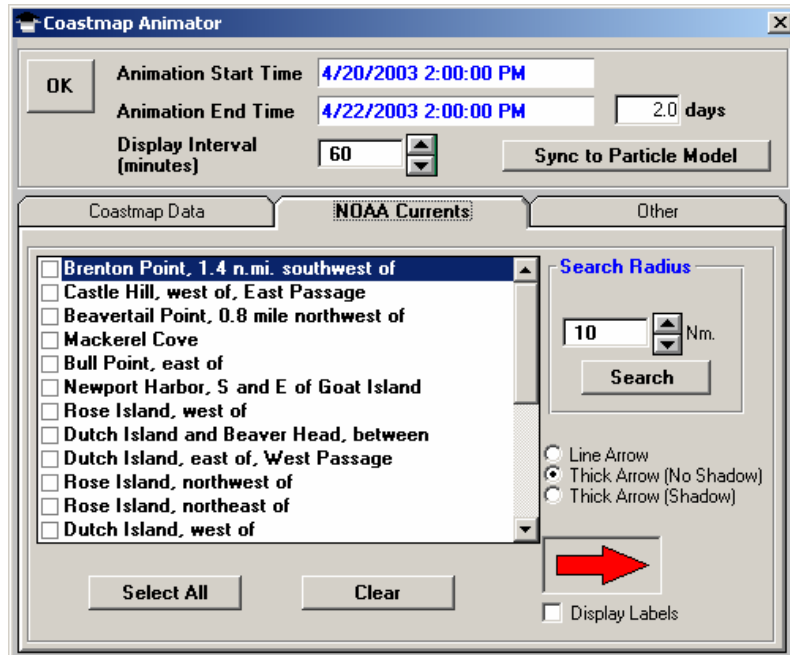 Coastmap Animator
OK
Animation Start Time 4/20/2003 2:00:00 PM
Animation End Time 4/22/2003 2:00:00 PM 2.0 days
Display Interval
(minutes)
60
Sync to Particle Model
Coastmap Data NOAA Currents Other
Brenton Point, 1.4 n.mi. southwest of
Castle Hill, west of, East Passage
Beavertail Point, 0.8 mile northwest of
Mackerel Cove
Bull Point, east of
Newport Harbor, S and E of Goat Island
Rose Island, west of
Dutch Island and Beaver Head, between
Dutch Island, east of, West Passage
Rose Island, northwest of
Rose Island, northeast of
Dutch Island, west of
Select All Clear
Search Radius
10 Nm.
Search
Line Arrow
Thick Arrow (No Shadow)
Thick Arrow (Shadow)
Display Labels